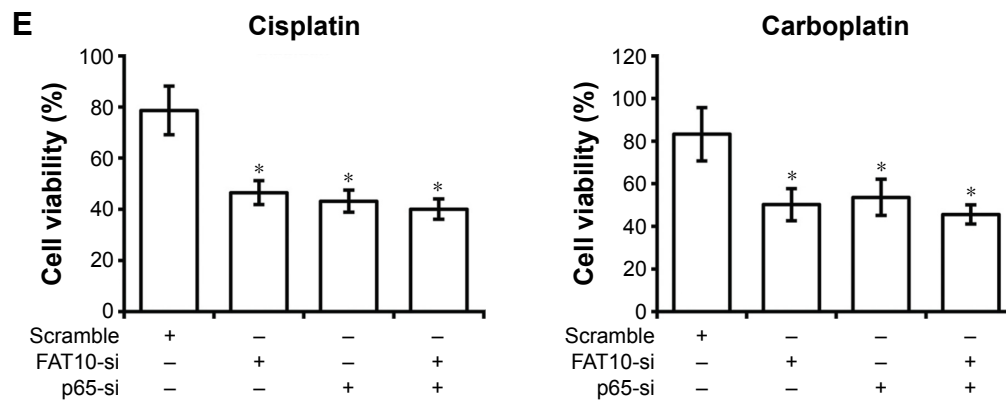 E
Cisplatin
Cell viability (%)
100
80
60
40
20
0
* * *
Scramble + – – –
FAT10-si – + – +
p65-si – – + +
Carboplatin
Cell viability (%)
120
100
80
60
40
20
0
* * *
Scramble + – – –
FAT10-si – + – +
p65-si – – + +